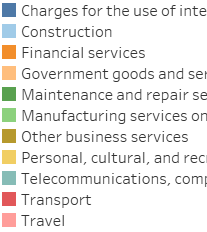 Charges for the use of inte
Construction
Financial services
Government goods and ser
Maintenance and repair se
Manufacturing services on
Other business services
Personal, cultural, and recr
Telecommunications, comp
Transport
Travel